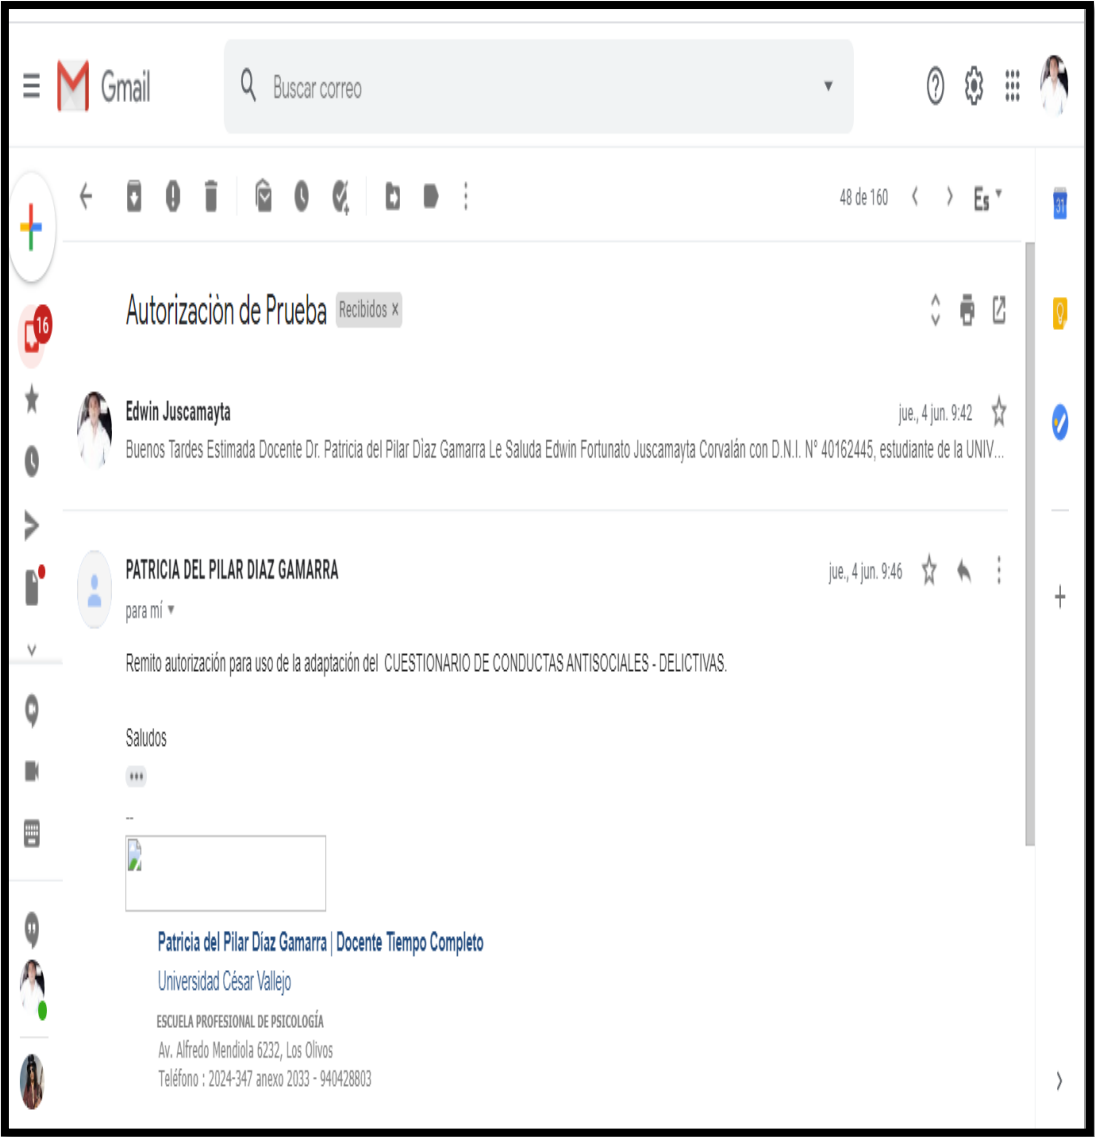 Gmail
Buscar correo
48 de 160
Es
31
16
Autorizaciòn de Prueba
Recibidos ×
Edwin Juscamayta
jue., 4 jun. 9:42
Buenos Tardes Estimada Docente Dr. Patricia del Pilar Dìaz Gamarra Le Saluda Edwin Fortunato Juscamayta Corvalán con D.N.I. N° 40162445, estudiante de la UNIV...
PATRICIA DEL PILAR DIAZ GAMARRA
jue., 4 jun. 9:46
para mí
Remito autorización para uso de la adaptación del CUESTIONARIO DE CONDUCTAS ANTISOCIALES - DELICTIVAS.
Saludos
--
Patricia del Pilar Díaz Gamarra | Docente Tiempo Completo
Universidad César Vallejo
ESCUELA PROFESIONAL DE PSICOLOGÍA
Av. Alfredo Mendiola 6232, Los Olivos
Teléfono : 2024-347 anexo 2033 - 940428803